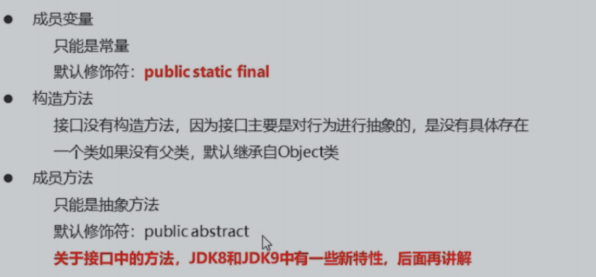 ● 成员变量
只能是常量
默认修饰符：public static final
● 构造方法
接口没有构造方法，因为接口主要是对行为进行抽象的，是没有具体存在
一个类如果没有父类，默认继承自Object类
● 成员方法
只能是抽象方法
默认修饰符：public abstract
关于接口中的方法，JDK8和JDK9中有一些新特性，后面再讲解